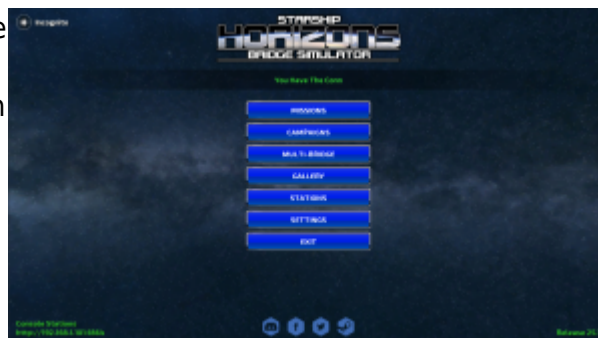 Incognito
STARSHIP
HORIZONS
BRIDGE SIMULATOR
You Have The Conn
MISSIONS
CAMPAIGNS
MULTI-BRIDGE
GALLERY
STATIONS
SETTINGS
EXIT
Console Stations